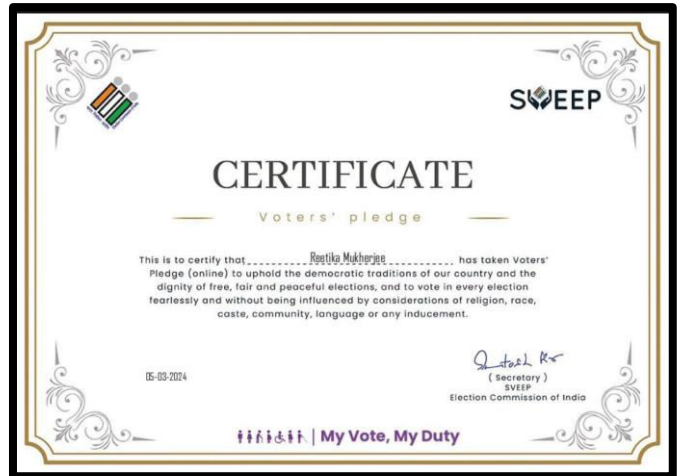 SVEEP
CERTIFICATE
Voters' pledge
This is to certify that Reetika Mukherjee has taken Voters'
Pledge (online) to uphold the democratic traditions of our country and the
dignity of free, fair and peaceful elections, and to vote in every election
fearlessly and without being influenced by considerations of religion, race,
caste, community, language or any inducement.
05-03-2024
( Secretary )
SVEEP
Election Commission of India
My Vote, My Duty